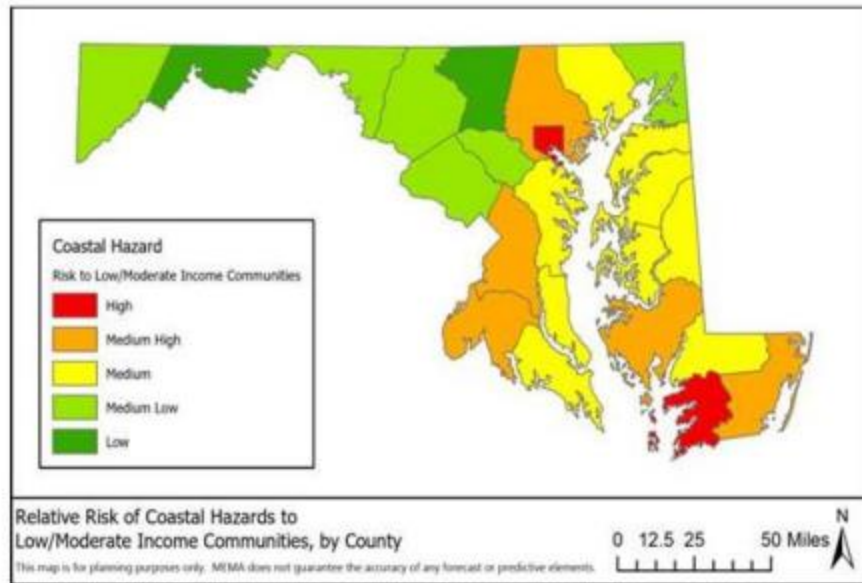 Coastal Hazard
Risk to Low/Moderate Income Communities
High
Medium High
Medium
Medium Low
Low
Relative Risk of Coastal Hazards to
Low/Moderate Income Communities, by County
This map is for planning purposes only. MEMA does not guarantee the accuracy of any forecast or predictive elements.
0 12.5 25 50 Miles
N